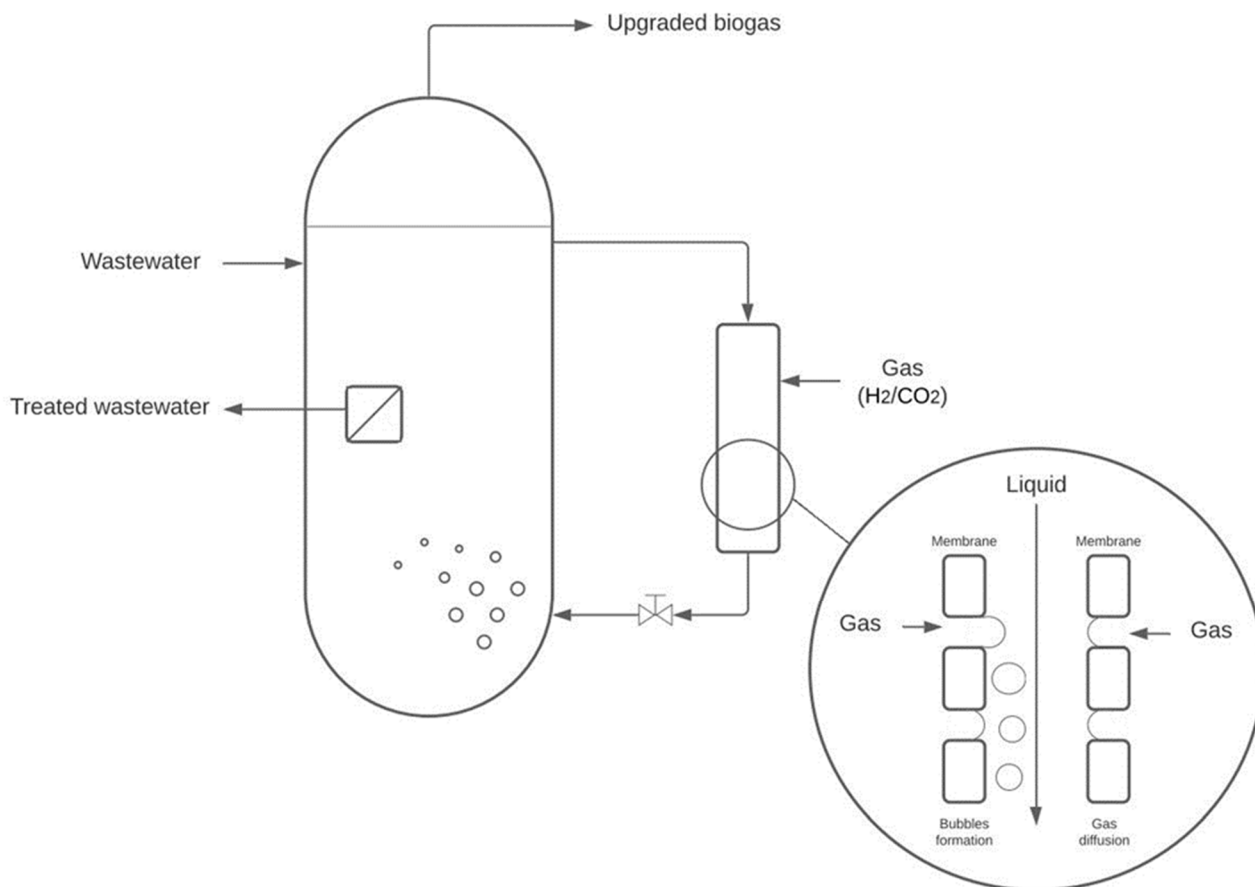 Upgraded biogas
Wastewater
Gas
(H2/CO2)
Treated wastewater
Liquid
Membrane
Membrane
Gas
Gas
Bubbles
formation
Gas
diffusion